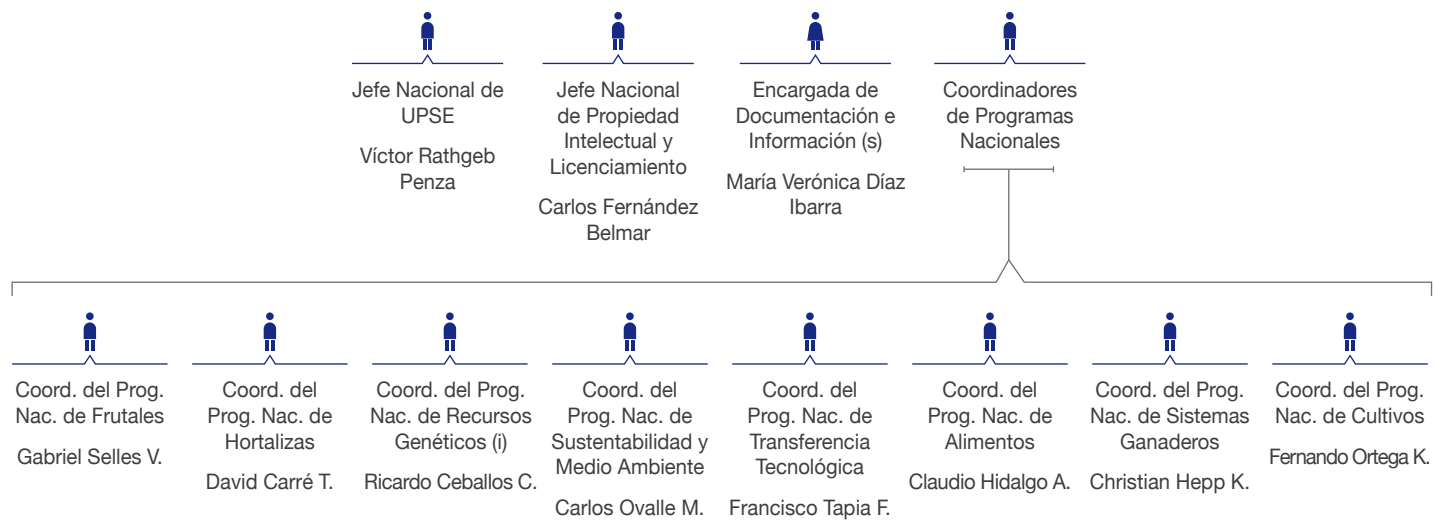 Jefe Nacional de
UPSE
Víctor Rathgeb
Penza
Jefe Nacional
de Propiedad
Intelectual y
Licenciamiento
Carlos Fernández
Belmar
Encargada de
Documentación e
Información (s)
María Verónica Díaz
Ibarra
Coordinadores
de Programas
Nacionales
Coord. del Prog.
Nac. de Frutales
Gabriel Selles V.
Coord. del
Prog. Nac. de
Hortalizas
David Carré T.
Coord. del Prog.
Nac. de Recursos
Genéticos (i)
Ricardo Ceballos C.
Coord. del
Prog. Nac. de
Sustentabilidad y
Medio Ambiente
Carlos Ovalle M.
Coord. del
Prog. Nac. de
Transferencia
Tecnológica
Francisco Tapia F.
Coord. del
Prog. Nac. de
Alimentos
Claudio Hidalgo A.
Coord. del Prog.
Nac. de Sistemas
Ganaderos
Christian Hepp K.
Coord. del Prog.
Nac. de Cultivos
Fernando Ortega K.